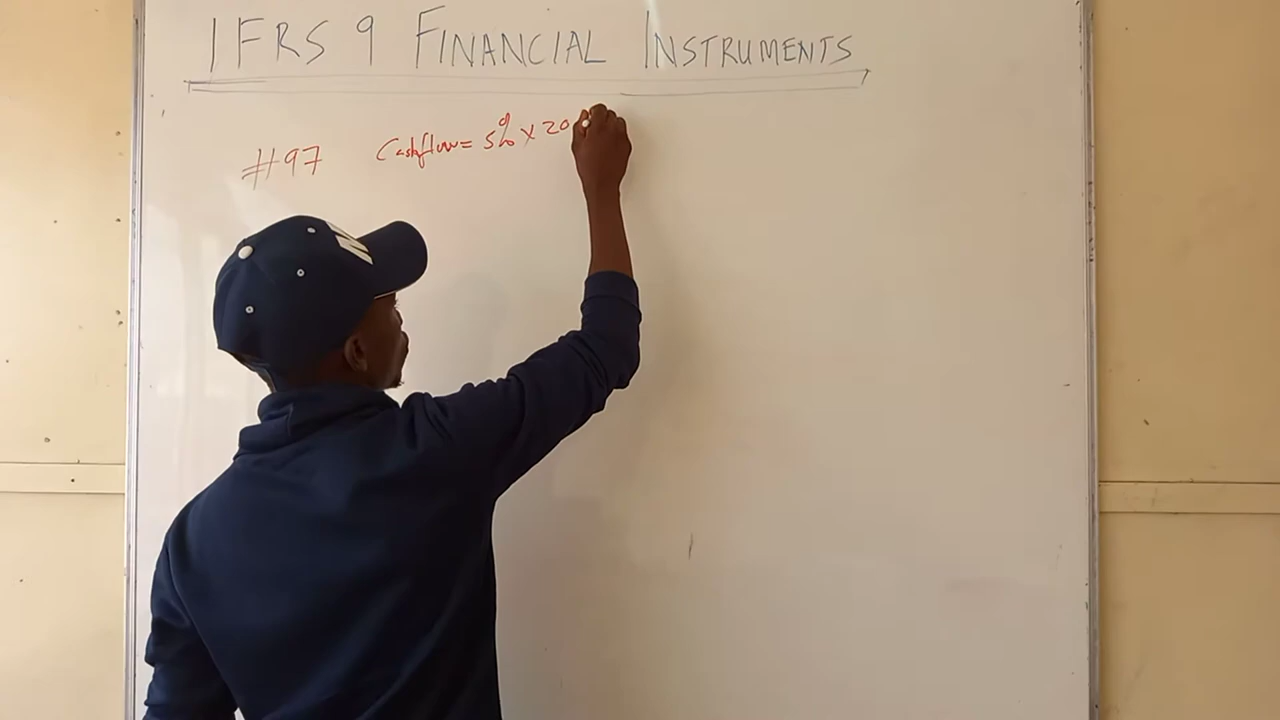 IFRS 9 FINANCIAL INSTRUMENTS
#97 Cashflow= 5% x 20